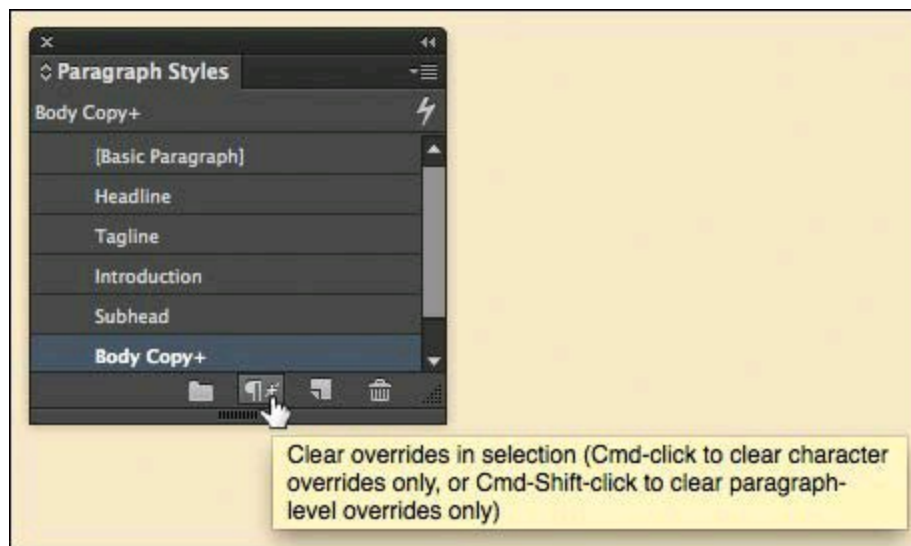 Paragraph Styles
Body Copy+
[Basic Paragraph]
Headline
Tagline
Introduction
Subhead
Body Copy+
Clear overrides in selection (Cmd-click to clear character
overrides only, or Cmd-Shift-click to clear paragraph-
level overrides only)